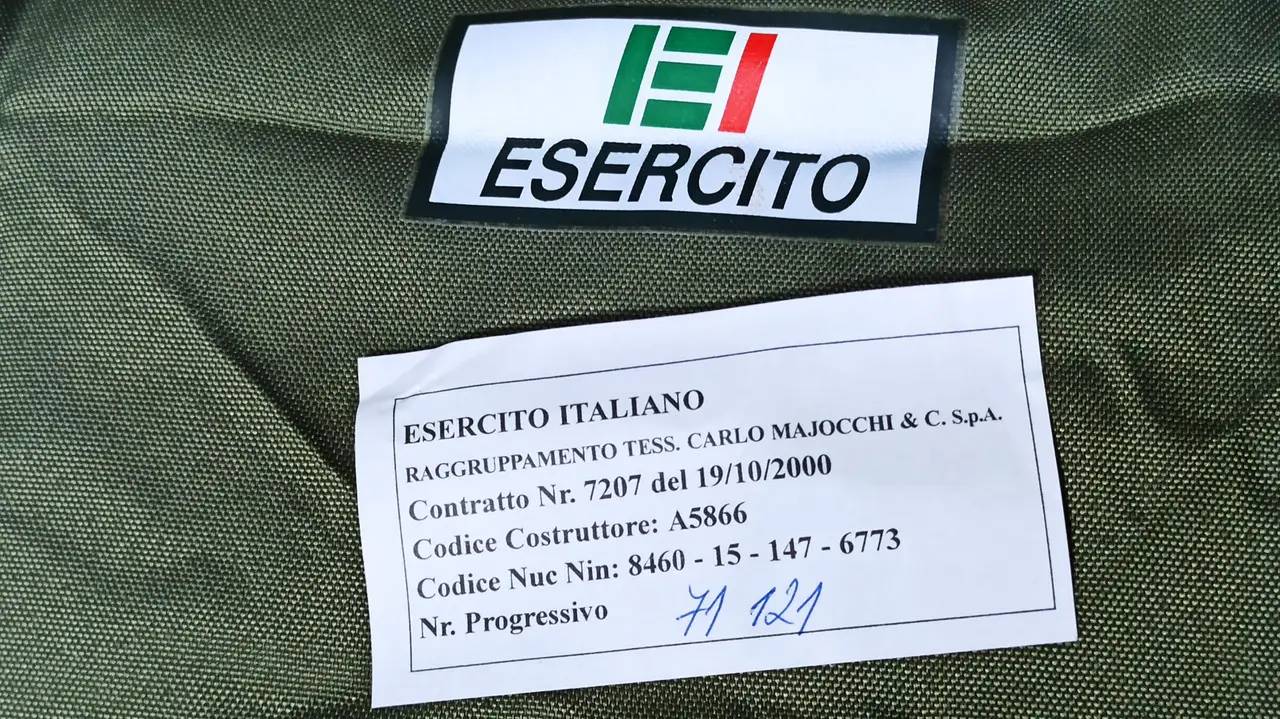 EI
ESERCITO
ESERCITO ITALIANO
RAGGRUPPAMENTO TESS. CARLO MAJOCCHI & C. S.p.A.
Contratto Nr. 7207 del 19/10/2000
Codice Costruttore: A5866
Codice Nuc Nin: 8460 - 15 - 147 - 6773
Nr. Progressivo 71 121